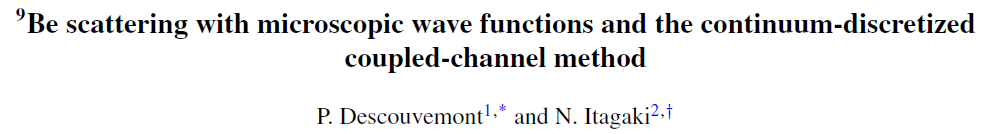 ⁹Be scattering with microscopic wave functions and the continuum-discretized
coupled-channel method
P. Descouvemont¹,* and N. Itagaki²,†